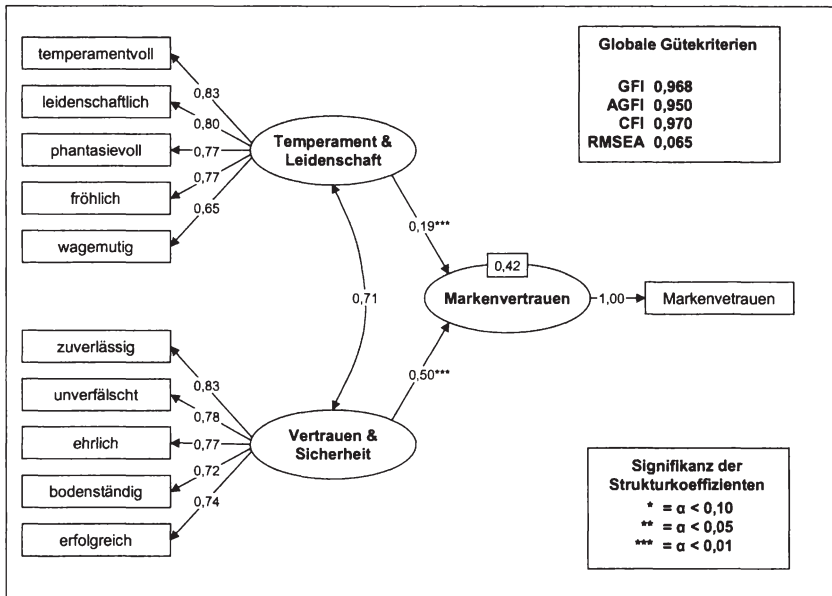 temperamentvoll
leidenschaftlich
phantasievoll
fröhlich
wagemutig
0,83
0,80
0,77
0,77
0,65
Temperament &
Leidenschaft
Globale Gütekriterien
GFI 0,968
AGFI 0,950
CFI 0,970
RMSEA 0,065
0,19***
0,71
0,42
Markenvertrauen
1,00
Markenvetrauen
0,50***
zuverlässig
unverfälscht
ehrlich
bodenständig
erfolgreich
0,83
0,78
0,77
0,72
0,74
Vertrauen &
Sicherheit
Signifikanz der
Strukturkoeffizienten
* = α < 0,10
** = α < 0,05
*** = α < 0,01